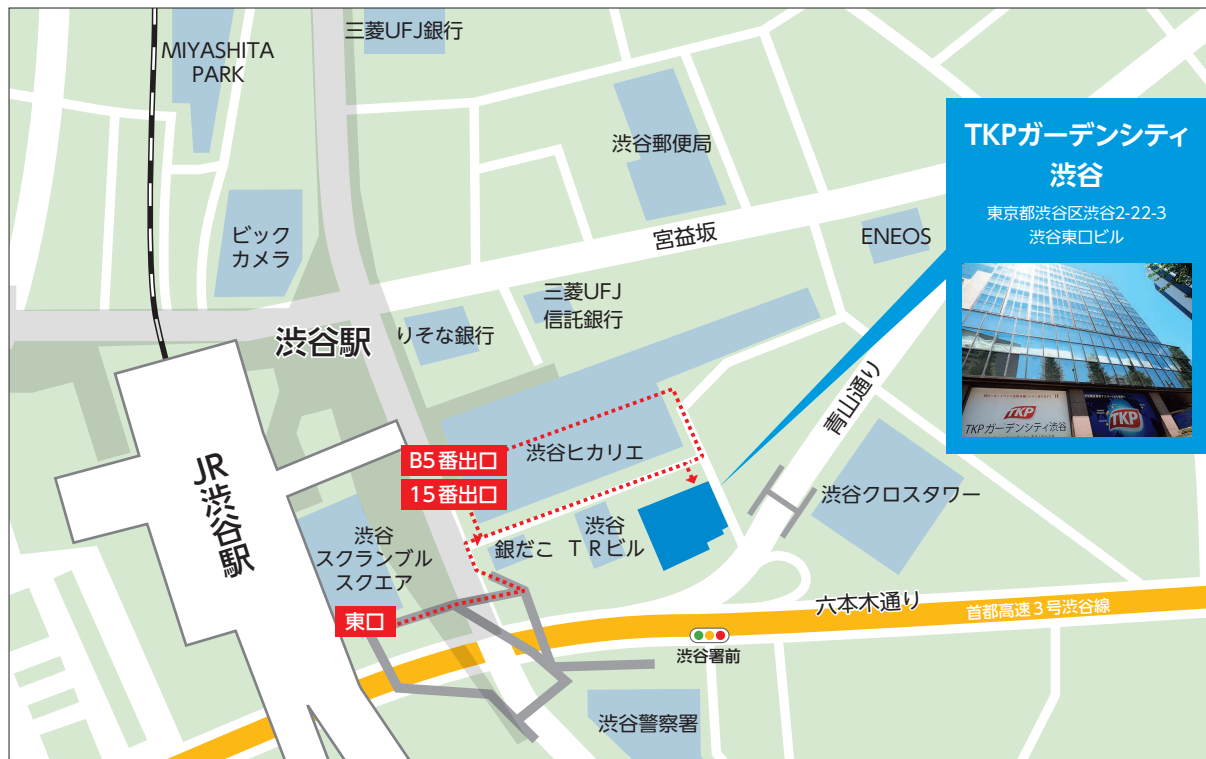 三菱UFJ銀行
MIYASHITA
PARK
渋谷郵便局
TKPガーデンシティ
渋谷
東京都渋谷区渋谷2-22-3
渋谷東口ビル
ビック
カメラ
宮益坂
ENEOS
三菱UFJ
信託銀行
渋谷駅
りそな銀行
青山通り
TKP
TKPガーデンシティ渋谷
TKP
B5番出口
渋谷ヒカリエ
15番出口
JR渋谷駅
渋谷クロスタワー
渋谷
スクランブル
スクエア
銀だこ
渋谷
TRビル
東口
六本木通り
首都高速3号渋谷線
渋谷署前
渋谷警察署